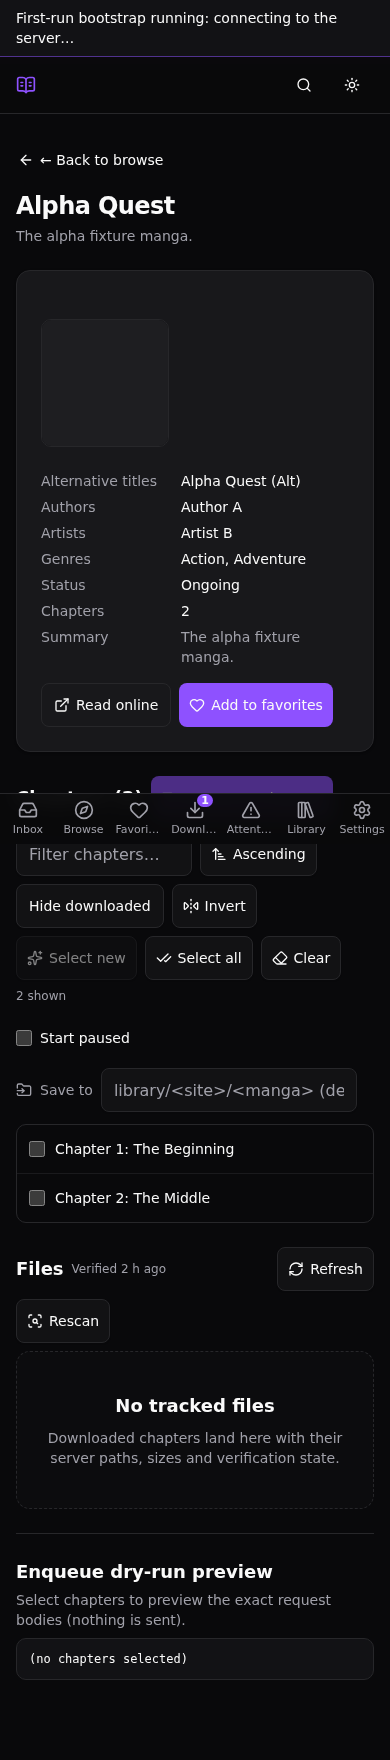 First-run bootstrap running: connecting to the
server…
← Back to browse
Alpha Quest
The alpha fixture manga.
Alternative titles Alpha Quest (Alt)
Authors Author A
Artists Artist B
Genres Action, Adventure
Status Ongoing
Chapters 2
Summary The alpha fixture
manga.
Read online Add to favorites
1
Inbox Browse Favori… Downl… Attent… Library Settings
Filter chapters… Ascending
Hide downloaded Invert
Select new Select all Clear
2 shown
Start paused
Save to library/<site>/<manga> (de
Chapter 1: The Beginning
Chapter 2: The Middle
Files Verified 2 h ago Refresh
Rescan
No tracked files
Downloaded chapters land here with their
server paths, sizes and verification state.
Enqueue dry-run preview
Select chapters to preview the exact request
bodies (nothing is sent).
(no chapters selected)